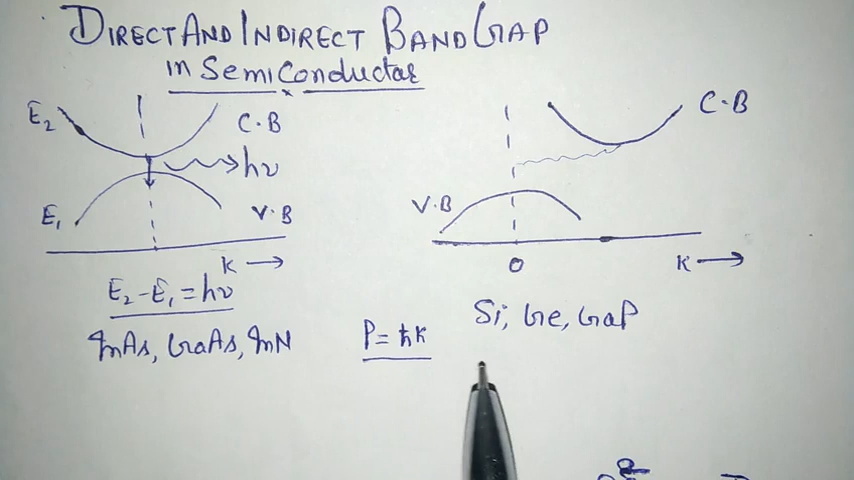 DIRECT AND INDIRECT BAND GAP
in SemiConductor
E₂
C.B
hν
E₁
V.B
K →
E₂-E₁ = hν
InAs, GaAs, InN
C.B
V.B
0
K →
Si, Ge, GaP
P = ħK